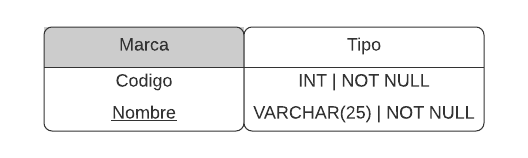 Marca Tipo
Codigo INT | NOT NULL
Nombre VARCHAR(25) | NOT NULL